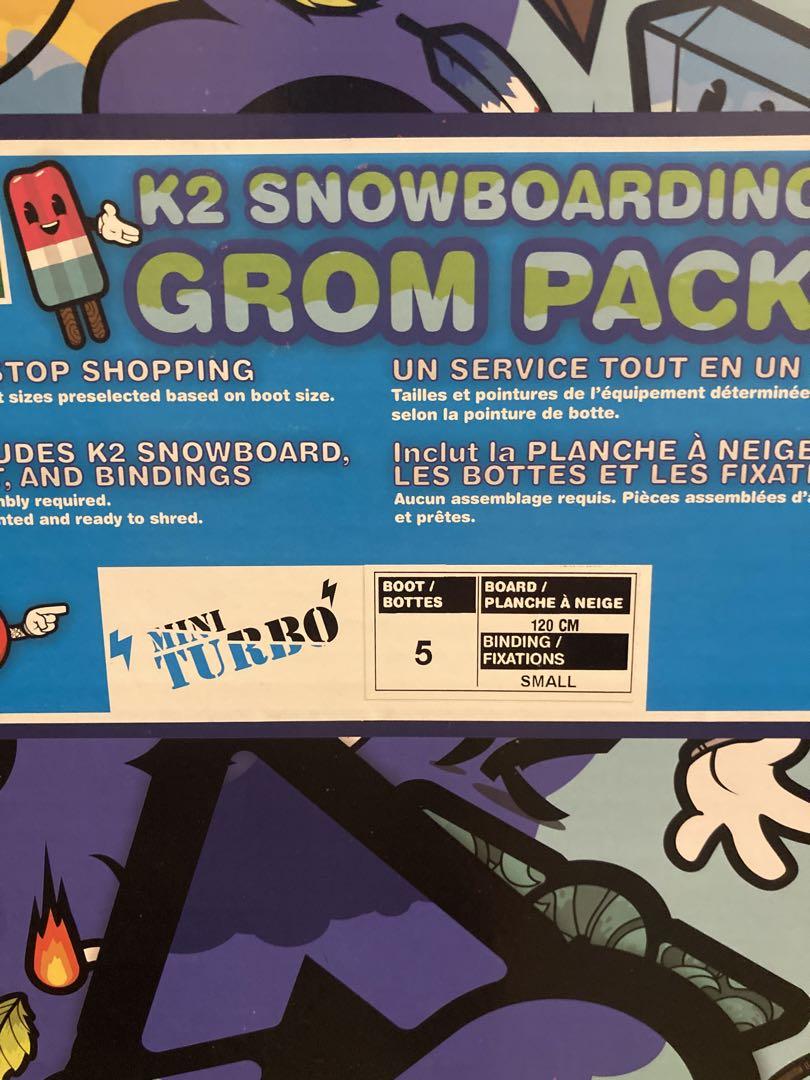 K2 SNOWBOARDING
GROM PACK
STOP SHOPPING
sizes preselected based on boot size.
UN SERVICE TOUT EN UN
Tailles et pointures de l'équipement déterminée
selon la pointure de botte.
UDES K2 SNOWBOARD,
, AND BINDINGS
mbly required.
nted and ready to shred.
Inclut la PLANCHE À NEIGE
LES BOTTES ET LES FIXATI
Aucun assemblage requis. Pièces assemblées d'a
et prêtes.
MINI
TURBO
BOOT /
BOTTES
5
BOARD /
PLANCHE À NEIGE
120 CM
BINDING /
FIXATIONS
SMALL